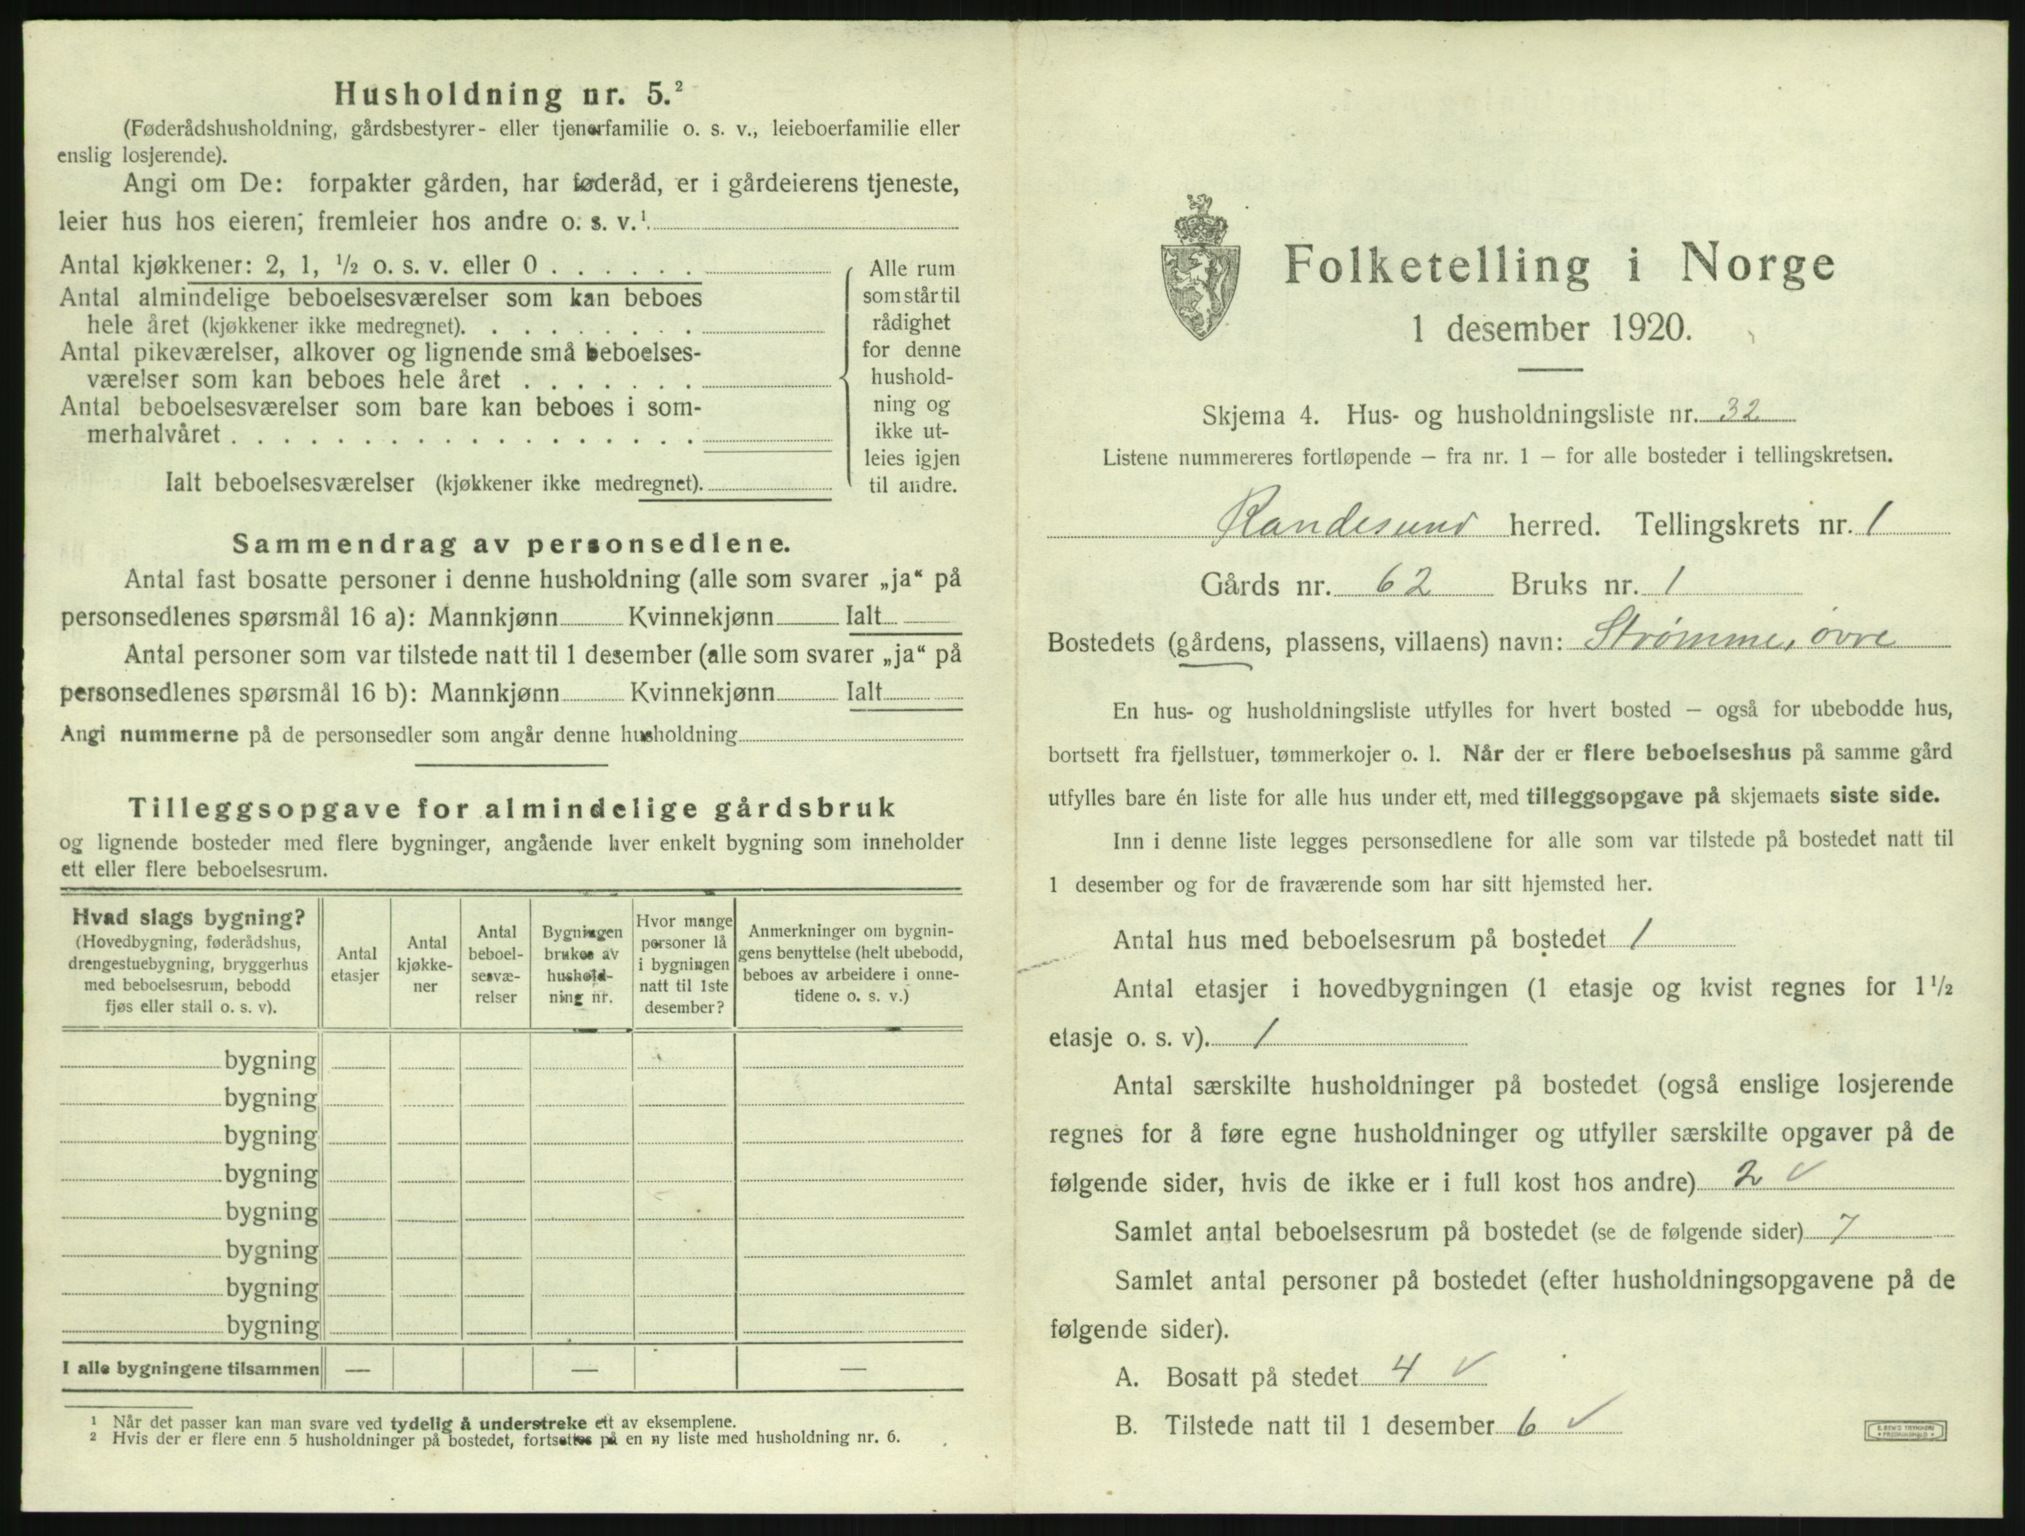 Husholdning nr. 5.²
(Føderådshusholdning, gårdsbestyrer- eller tjenerfamilie o. s. v., leieboerfamilie eller
enslig losjerende).
Angi om De: forpakter gården, har føderåd, er i gårdeierens tjeneste,
leier hus hos eieren, fremleier hos andre o. s. v.¹
Antal kjøkkener: 2, 1, ½ o. s. v. eller 0 . . . . . .
Antal almindelige beboelsesværelser som kan beboes
hele året (kjøkkener ikke medregnet). . . . . . . . .
Antal pikeværelser, alkover og lignende små beboelses-
værelser som kan beboes hele året . . . . . . .
Antal beboelsesværelser som bare kan beboes i som-
merhalvåret . . . . . . . . . . . . . . . . . .
Ialt beboelsesværelser (kjøkkener ikke medregnet).
Alle rum
som står til
rådighet
for denne
hushold-
ning og
ikke ut-
leies igjen
til andre.
Sammendrag av personsedlene.
Antal fast bosatte personer i denne husholdning (alle som svarer „ja“ på
personsedlenes spørsmål 16 a): Mannkjønn Kvinnekjønn Ialt
Antal personer som var tilstede natt til 1 desember (alle som svarer „ja“ på
personsedlenes spørsmål 16 b): Mannkjønn Kvinnekjønn Ialt
Angi nummerne på de personsedler som angår denne husholdning
Tilleggsopgave for almindelige gårdsbruk
og lignende bosteder med flere bygninger, angående hver enkelt bygning som inneholder
ett eller flere beboelsesrum.
Hvad slags bygning?
(Hovedbygning, føderådshus,
drengestuebygning, bryggerhus
med beboelsesrum, bebodd
fjøs eller stall o. s. v).
Antal
etasjer
Antal
kjøkke-
ner
Antal
beboel-
sesvæ-
relser
Bygningen
brukes av
hushold-
ning nr.
Hvor mange
personer lå
i bygningen
natt til 1ste
desember?
Anmerkninger om bygnin-
gens benyttelse (helt ubebodd,
beboes av arbeidere i onne-
tidene o. s. v.)
bygning
bygning
bygning
bygning
bygning
bygning
bygning
bygning
I alle bygningene tilsammen — — —
¹ Når det passer kan man svare ved tydelig å understreke ett av eksemplene.
² Hvis der er flere enn 5 husholdninger på bostedet, fortsettes på en ny liste med husholdning nr. 6.
Folketelling i Norge
1 desember 1920.
Skjema 4. Hus- og husholdningsliste nr. 32
Listene nummereres fortløpende — fra nr. 1 — for alle bosteder i tellingskretsen.
Randesund herred. Tellingskrets nr. 1
Gårds nr. 62 Bruks nr. 1
Bostedets (gårdens, plassens, villaens) navn: Strømme, øvre
En hus- og husholdningsliste utfylles for hvert bosted — også for ubebodde hus,
bortsett fra fjellstuer, tømmerkojer o. l. Når der er flere beboelseshus på samme gård
utfylles bare én liste for alle hus under ett, med tilleggsopgave på skjemaets siste side.
Inn i denne liste legges personsedlene for alle som var tilstede på bostedet natt til
1 desember og for de fraværende som har sitt hjemsted her.
Antal hus med beboelsesrum på bostedet 1
Antal etasjer i hovedbygningen (1 etasje og kvist regnes for 1½
etasje o. s. v). 1
Antal særskilte husholdninger på bostedet (også enslige losjerende
regnes for å føre egne husholdninger og utfyller særskilte opgaver på de
følgende sider, hvis de ikke er i full kost hos andre) 2 ✓
Samlet antal beboelsesrum på bostedet (se de følgende sider) 7
Samlet antal personer på bostedet (efter husholdningsopgavene på de
følgende sider).
A. Bosatt på stedet 4 ✓
B. Tilstede natt til 1 desember 6 ✓